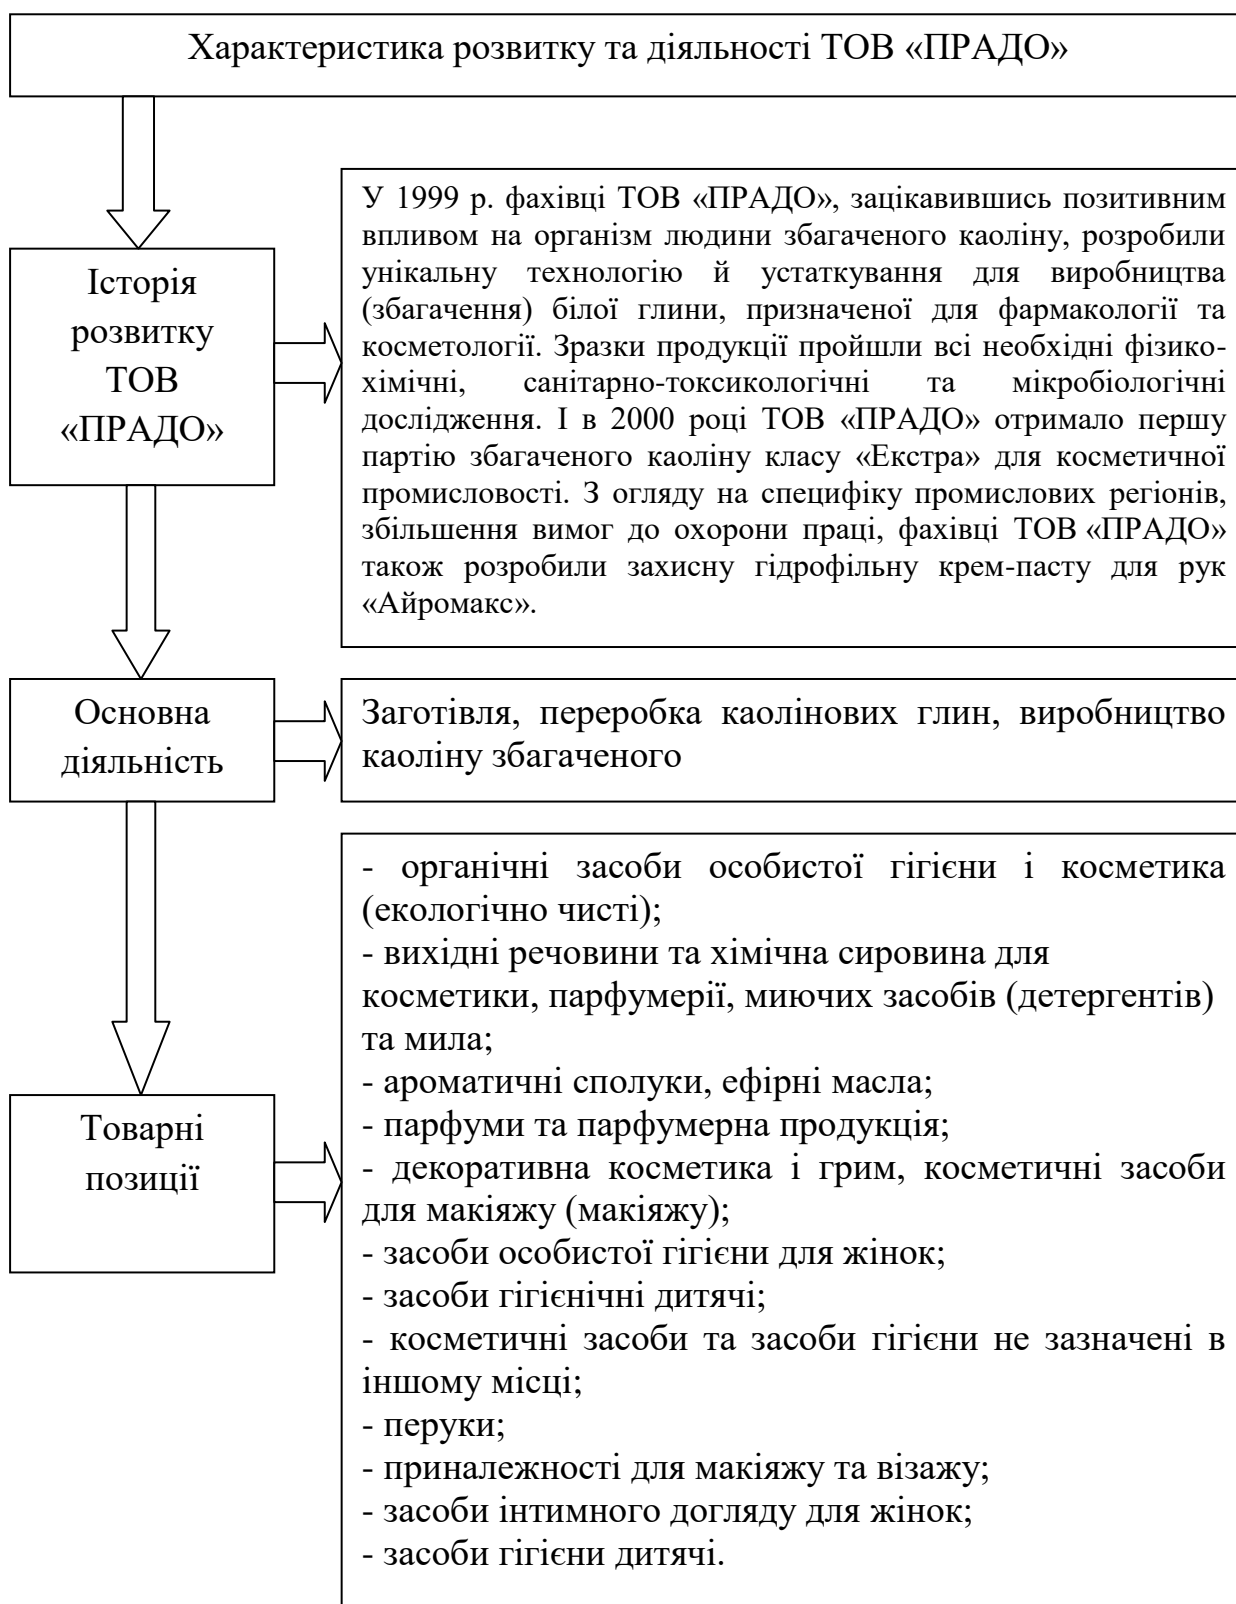 Характеристика розвитку та діяльності ТОВ «ПРАДО»
Історія
розвитку
ТОВ
«ПРАДО»
У 1999 р. фахівці ТОВ «ПРАДО», зацікавившись позитивним
впливом на організм людини збагаченого каоліну, розробили
унікальну технологію й устаткування для виробництва
(збагачення) білої глини, призначеної для фармакології та
косметології. Зразки продукції пройшли всі необхідні фізико-
хімічні, санітарно-токсикологічні та мікробіологічні
дослідження. І в 2000 році ТОВ «ПРАДО» отримало першу
партію збагаченого каоліну класу «Екстра» для косметичної
промисловості. З огляду на специфіку промислових регіонів,
збільшення вимог до охорони праці, фахівці ТОВ «ПРАДО»
також розробили захисну гідрофільну крем-пасту для рук
«Айромакс».
Основна
діяльність
Заготівля, переробка каолінових глин, виробництво
каоліну збагаченого
Товарні
позиції
- органічні засоби особистої гігієни і косметика
(екологічно чисті);
- вихідні речовини та хімічна сировина для
косметики, парфумерії, миючих засобів (детергентів)
та мила;
- ароматичні сполуки, ефірні масла;
- парфуми та парфумерна продукція;
- декоративна косметика і грим, косметичні засоби
для макіяжу (макіяжу);
- засоби особистої гігієни для жінок;
- засоби гігієнічні дитячі;
- косметичні засоби та засоби гігієни не зазначені в
іншому місці;
- перуки;
- приналежності для макіяжу та візажу;
- засоби інтимного догляду для жінок;
- засоби гігієни дитячі.